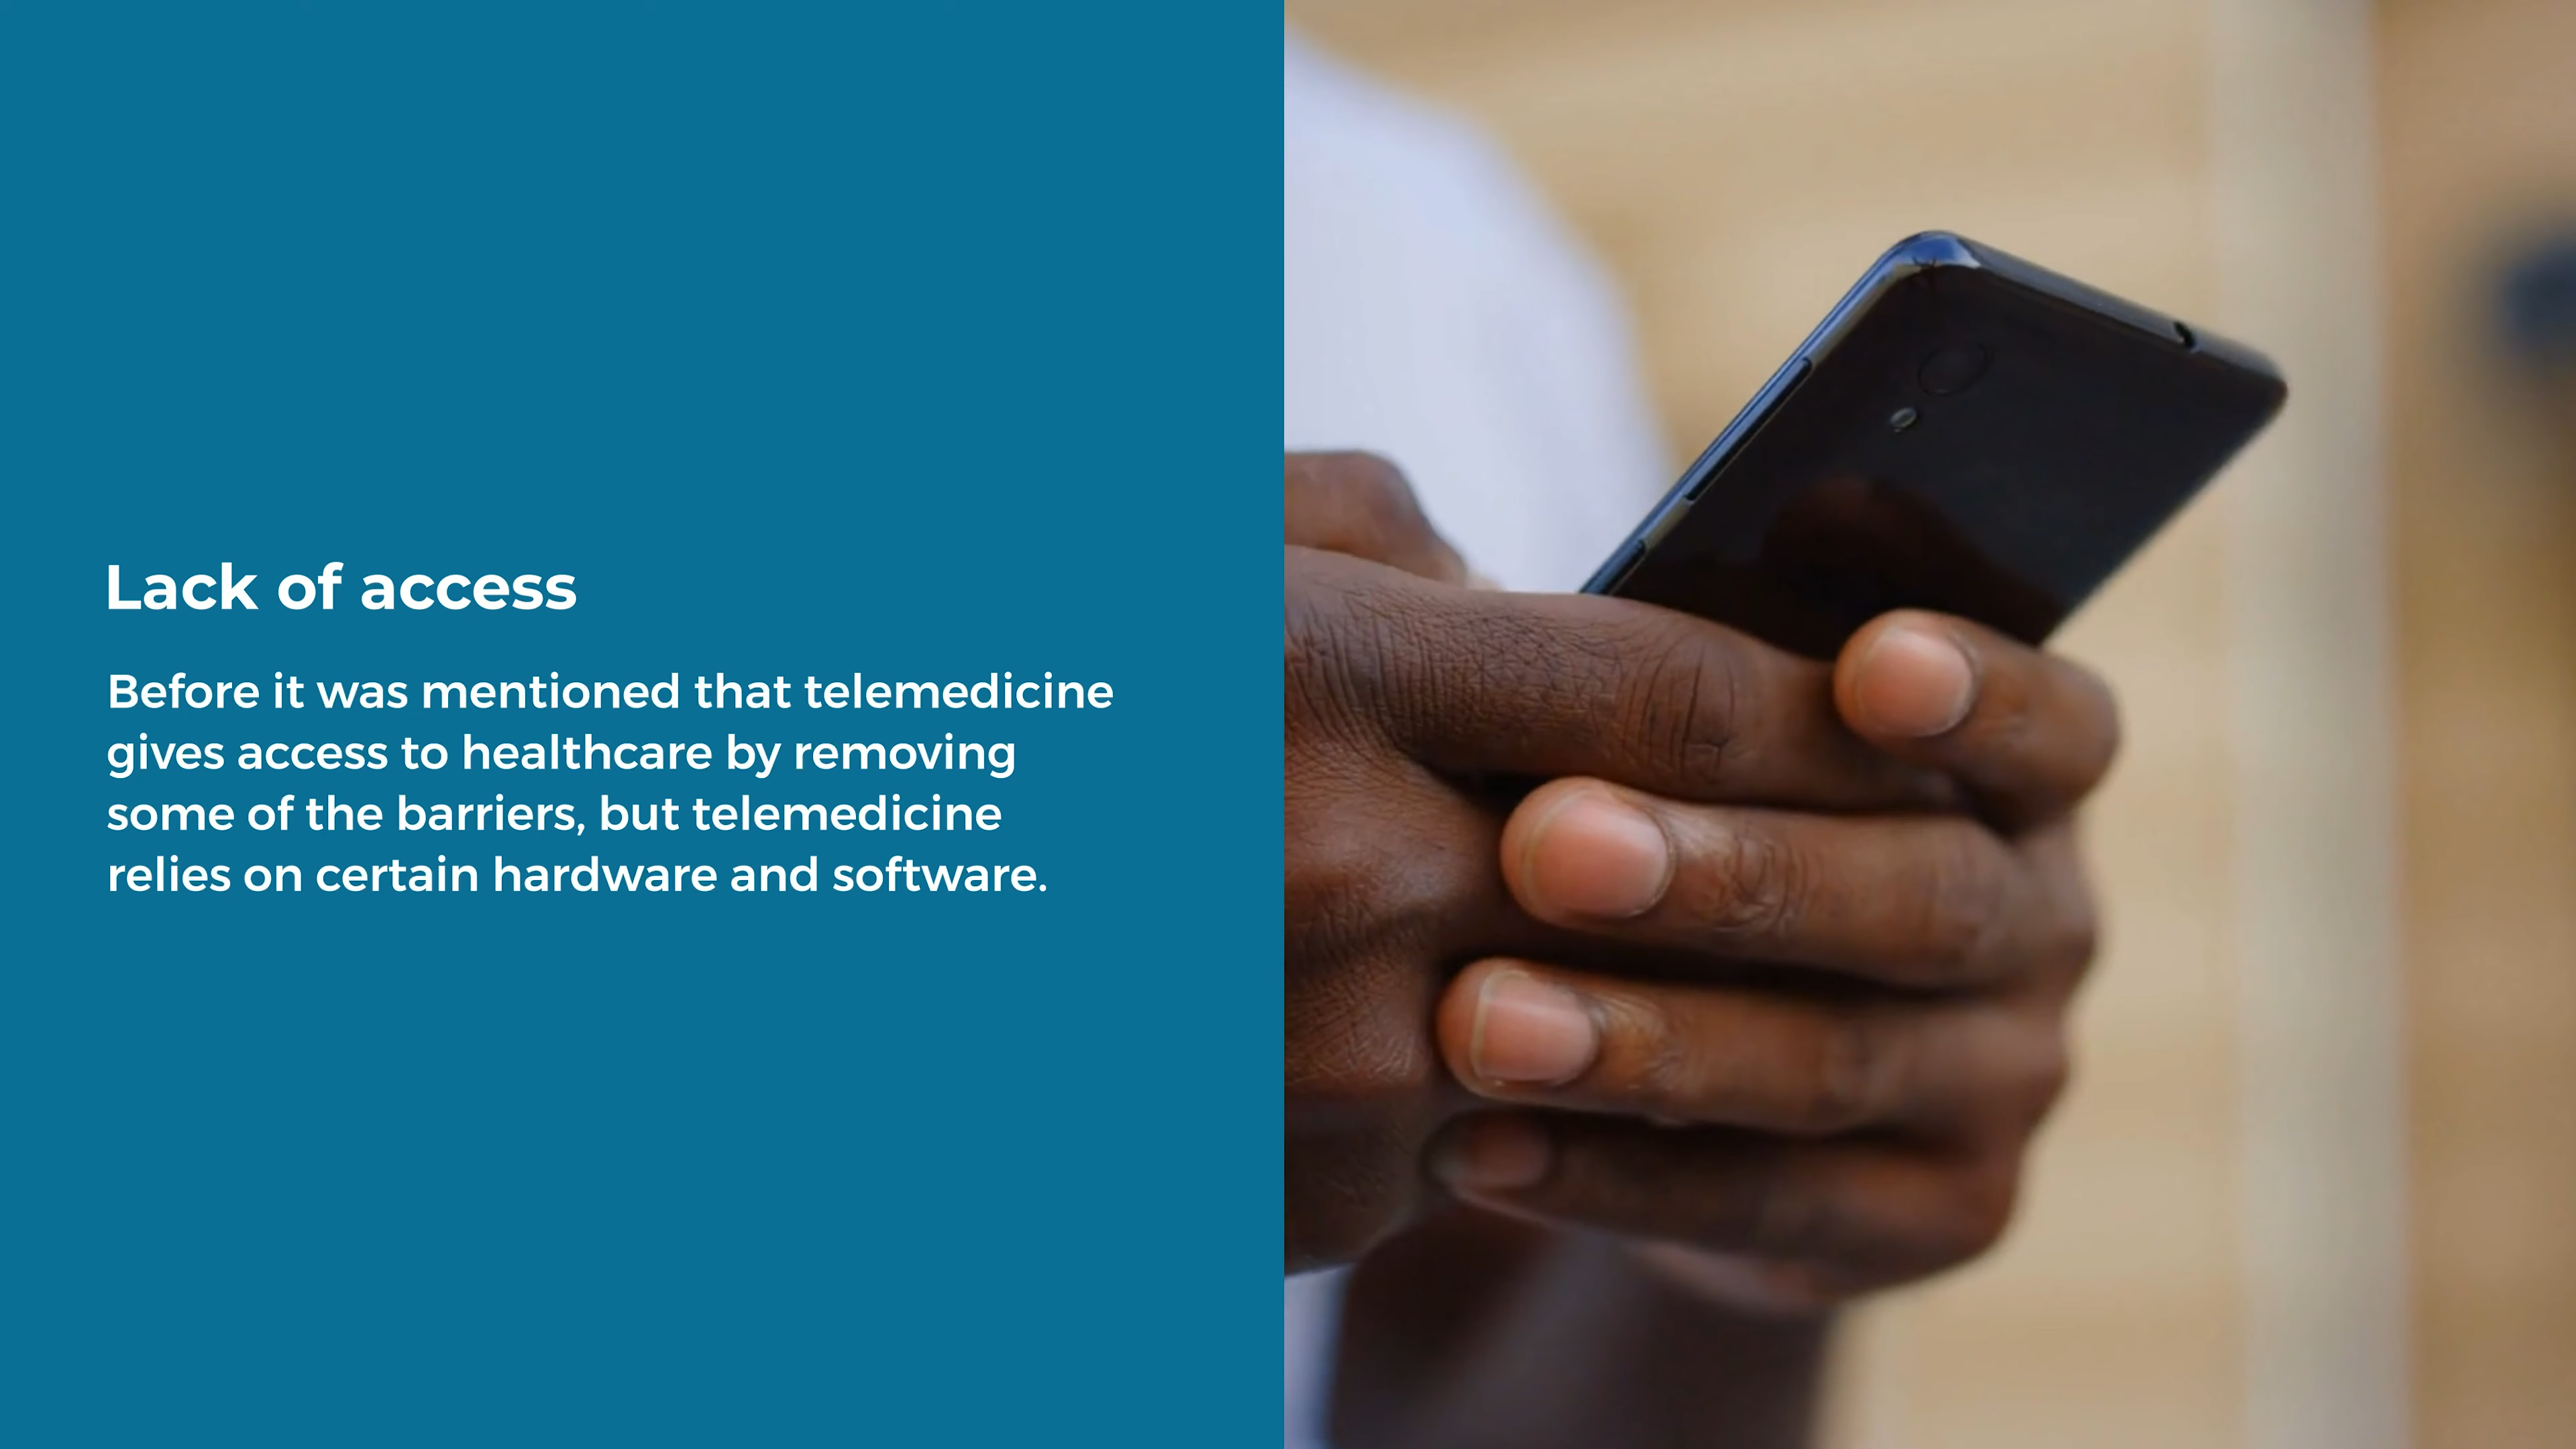 Lack of access
Before it was mentioned that telemedicine
gives access to healthcare by removing
some of the barriers, but telemedicine
relies on certain hardware and software.